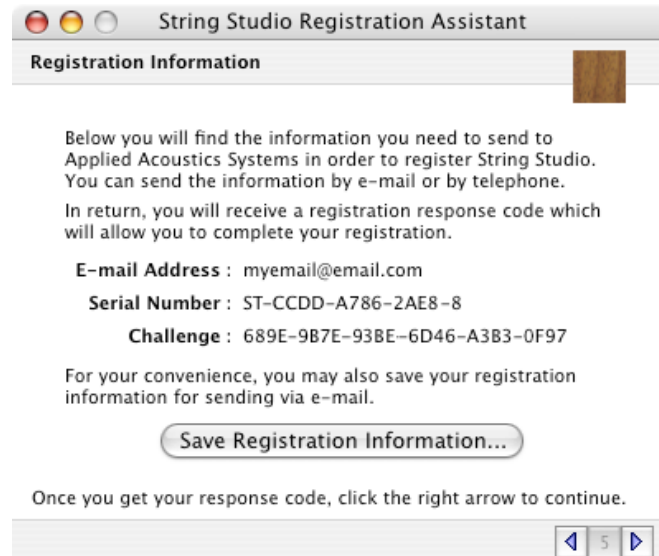 String Studio Registration Assistant
Registration Information
Below you will find the information you need to send to
Applied Acoustics Systems in order to register String Studio.
You can send the information by e-mail or by telephone.
In return, you will receive a registration response code which
will allow you to complete your registration.
E-mail Address : myemail@email.com
Serial Number : ST-CCDD-A786-2AE8-8
Challenge : 689E-9B7E-93BE-6D46-A3B3-0F97
For your convenience, you may also save your registration
information for sending via e-mail.
Save Registration Information...
Once you get your response code, click the right arrow to continue.
5